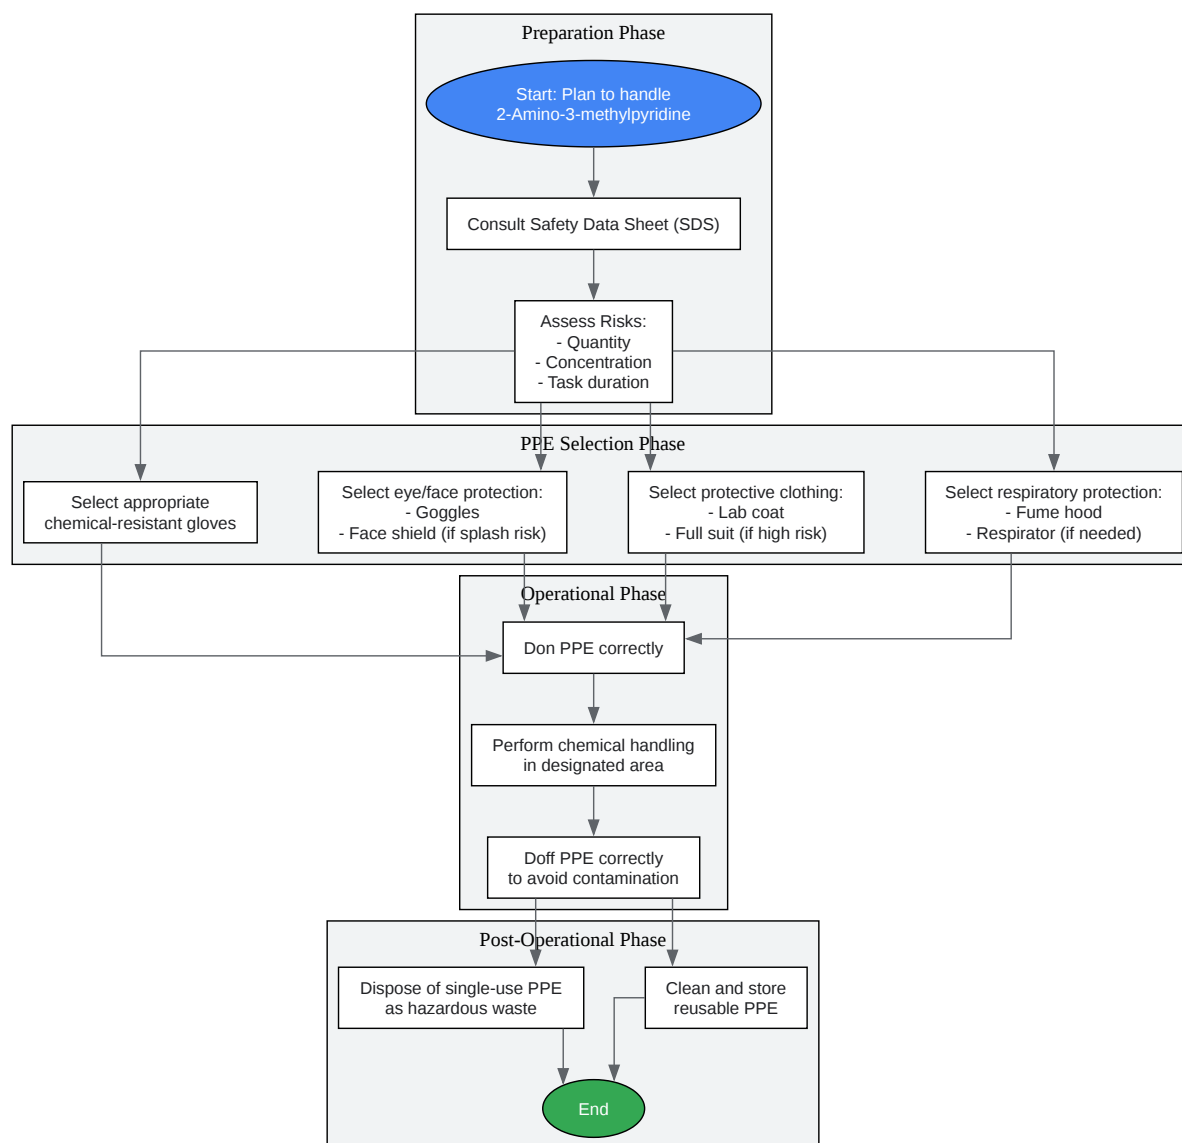 Preparation Phase
Start: Plan to handle
2-Amino-3-methylpyridine
Consult Safety Data Sheet (SDS)
Assess Risks:
- Quantity
- Concentration
- Task duration
PPE Selection Phase
Select appropriate
chemical-resistant gloves
Select eye/face protection:
- Goggles
- Face shield (if splash risk)
Select protective clothing:
- Lab coat
- Full suit (if high risk)
Select respiratory protection:
- Fume hood
- Respirator (if needed)
Operational Phase
Don PPE correctly
Perform chemical handling
in designated area
Doff PPE correctly
to avoid contamination
Post-Operational Phase
Dispose of single-use PPE
as hazardous waste
Clean and store
reusable PPE
End